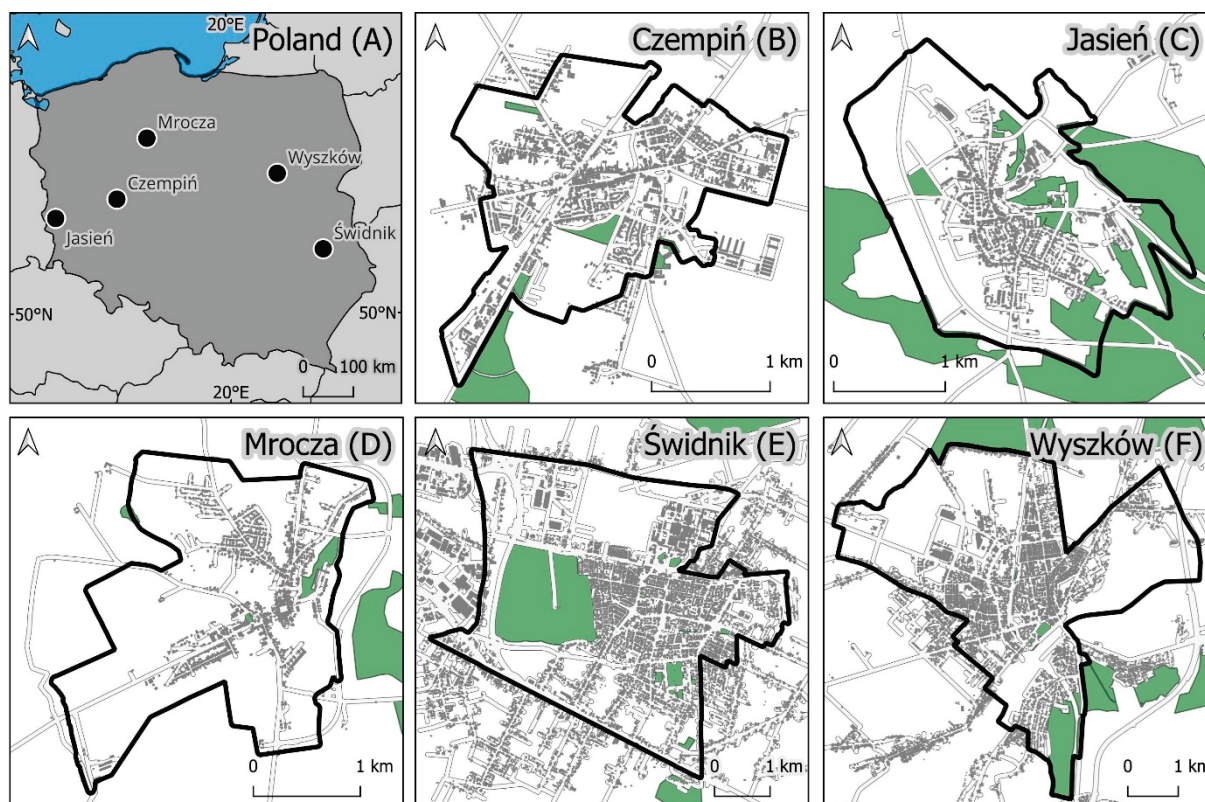 20°E
Poland (A)
Mrocza
Wyszków
Czempiń
Jasień
Świdnik
50°N
50°N
0 100 km
20°E
Czempiń (B)
0 1 km
Jasień (C)
0 1 km
Mrocza (D)
0 1 km
Świdnik (E)
0 1 km
Wyszków (F)
0 1 km